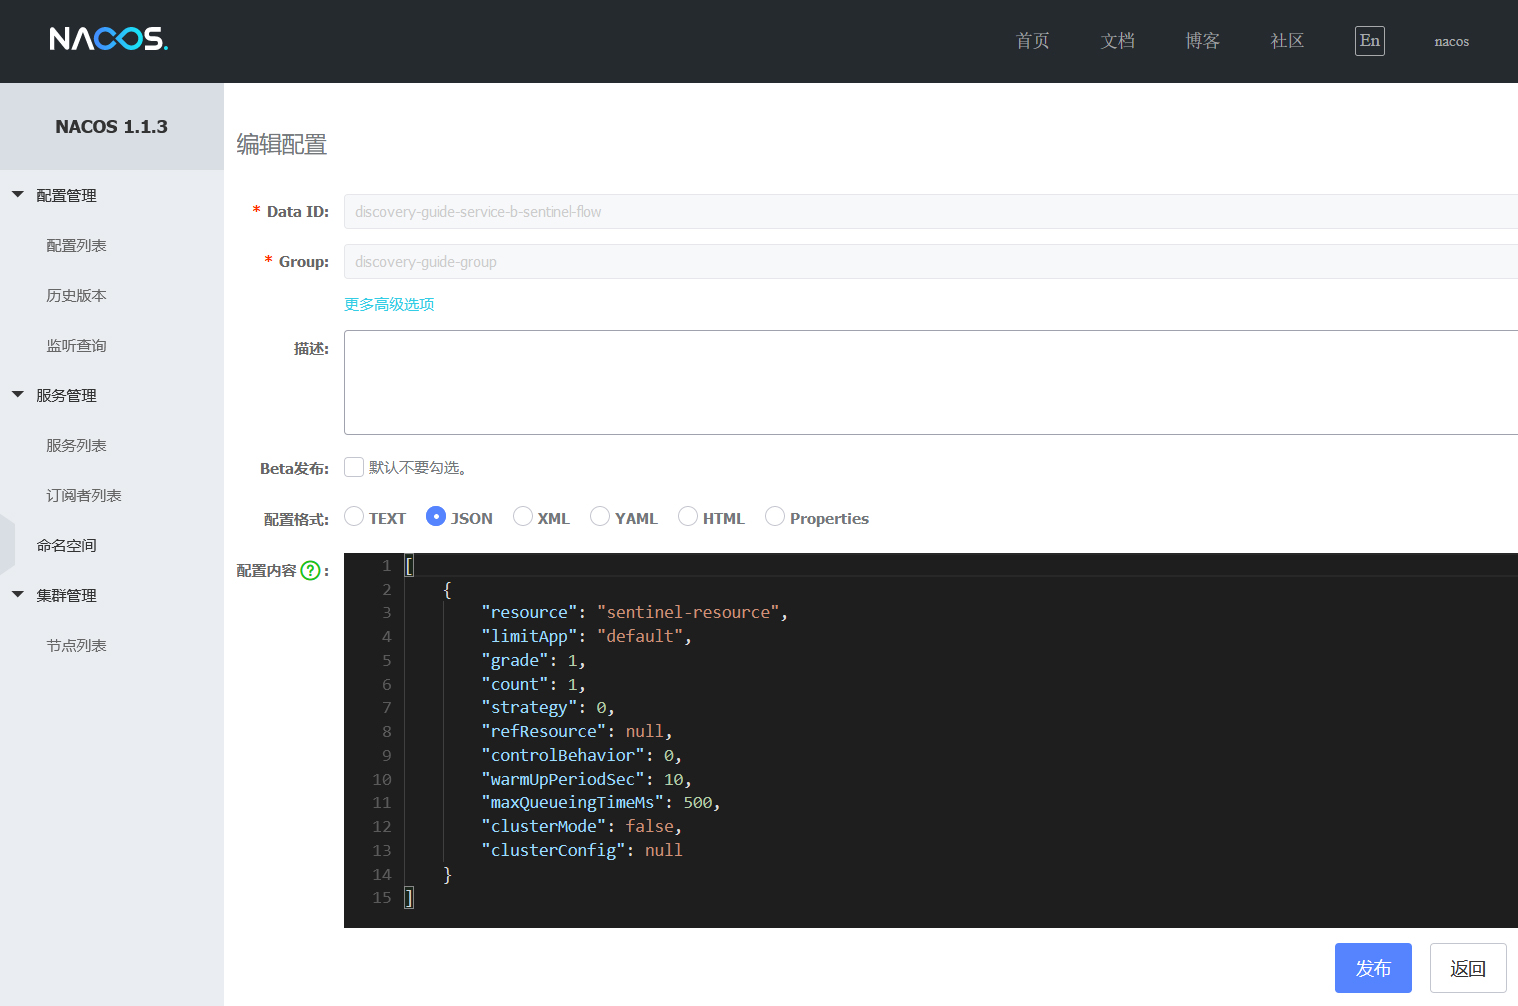 NACOS.
首页 文档 博客 社区 En nacos
NACOS 1.1.3
配置管理
配置列表
历史版本
监听查询
服务管理
服务列表
订阅者列表
命名空间
集群管理
节点列表
编辑配置
* Data ID: discovery-guide-service-b-sentinel-flow
* Group: discovery-guide-group
更多高级选项
描述:
Beta发布: 默认不要勾选。
配置格式: TEXT JSON XML YAML HTML Properties
配置内容 ? :
1 [
2 {
3 "resource": "sentinel-resource",
4 "limitApp": "default",
5 "grade": 1,
6 "count": 1,
7 "strategy": 0,
8 "refResource": null,
9 "controlBehavior": 0,
10 "warmUpPeriodSec": 10,
11 "maxQueueingTimeMs": 500,
12 "clusterMode": false,
13 "clusterConfig": null
14 }
15 ]
发布 返回